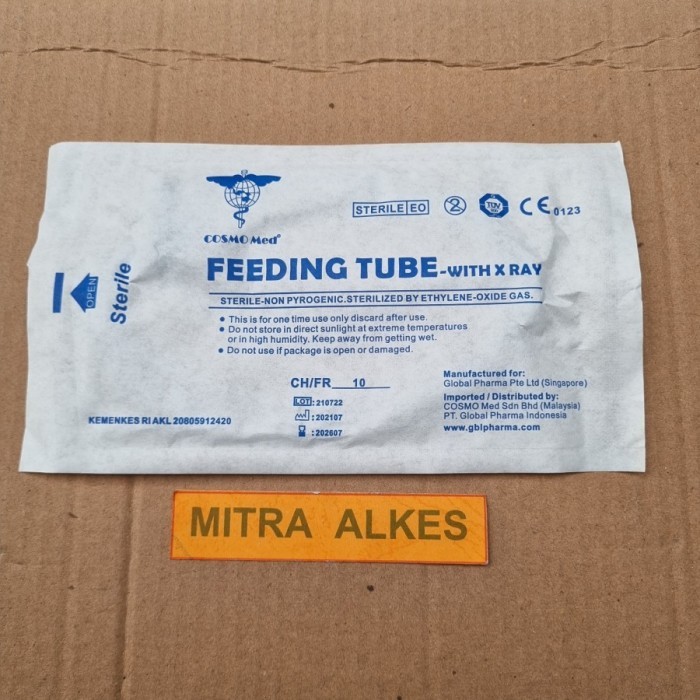 COSMO Med®
STERILE EO
2
TÜV
CE 0123
OPEN
Sterile
FEEDING TUBE-WITH X RAY
STERILE-NON PYROGENIC.STERILIZED BY ETHYLENE-OXIDE GAS.
• This is for one time use only discard after use.
• Do not store in direct sunlight at extreme temperatures
or in high humidity. Keep away from getting wet.
• Do not use if package is open or damaged.
CH/FR 10
LOT: 210722
: 202107
: 202607
KEMENKES RI AKL 20805912420
Manufactured for:
Global Pharma Pte Ltd (Singapore)
Imported / Distributed by:
COSMO Med Sdn Bhd (Malaysia)
PT. Global Pharma Indonesia
www.gblpharma.com
MITRA ALKES